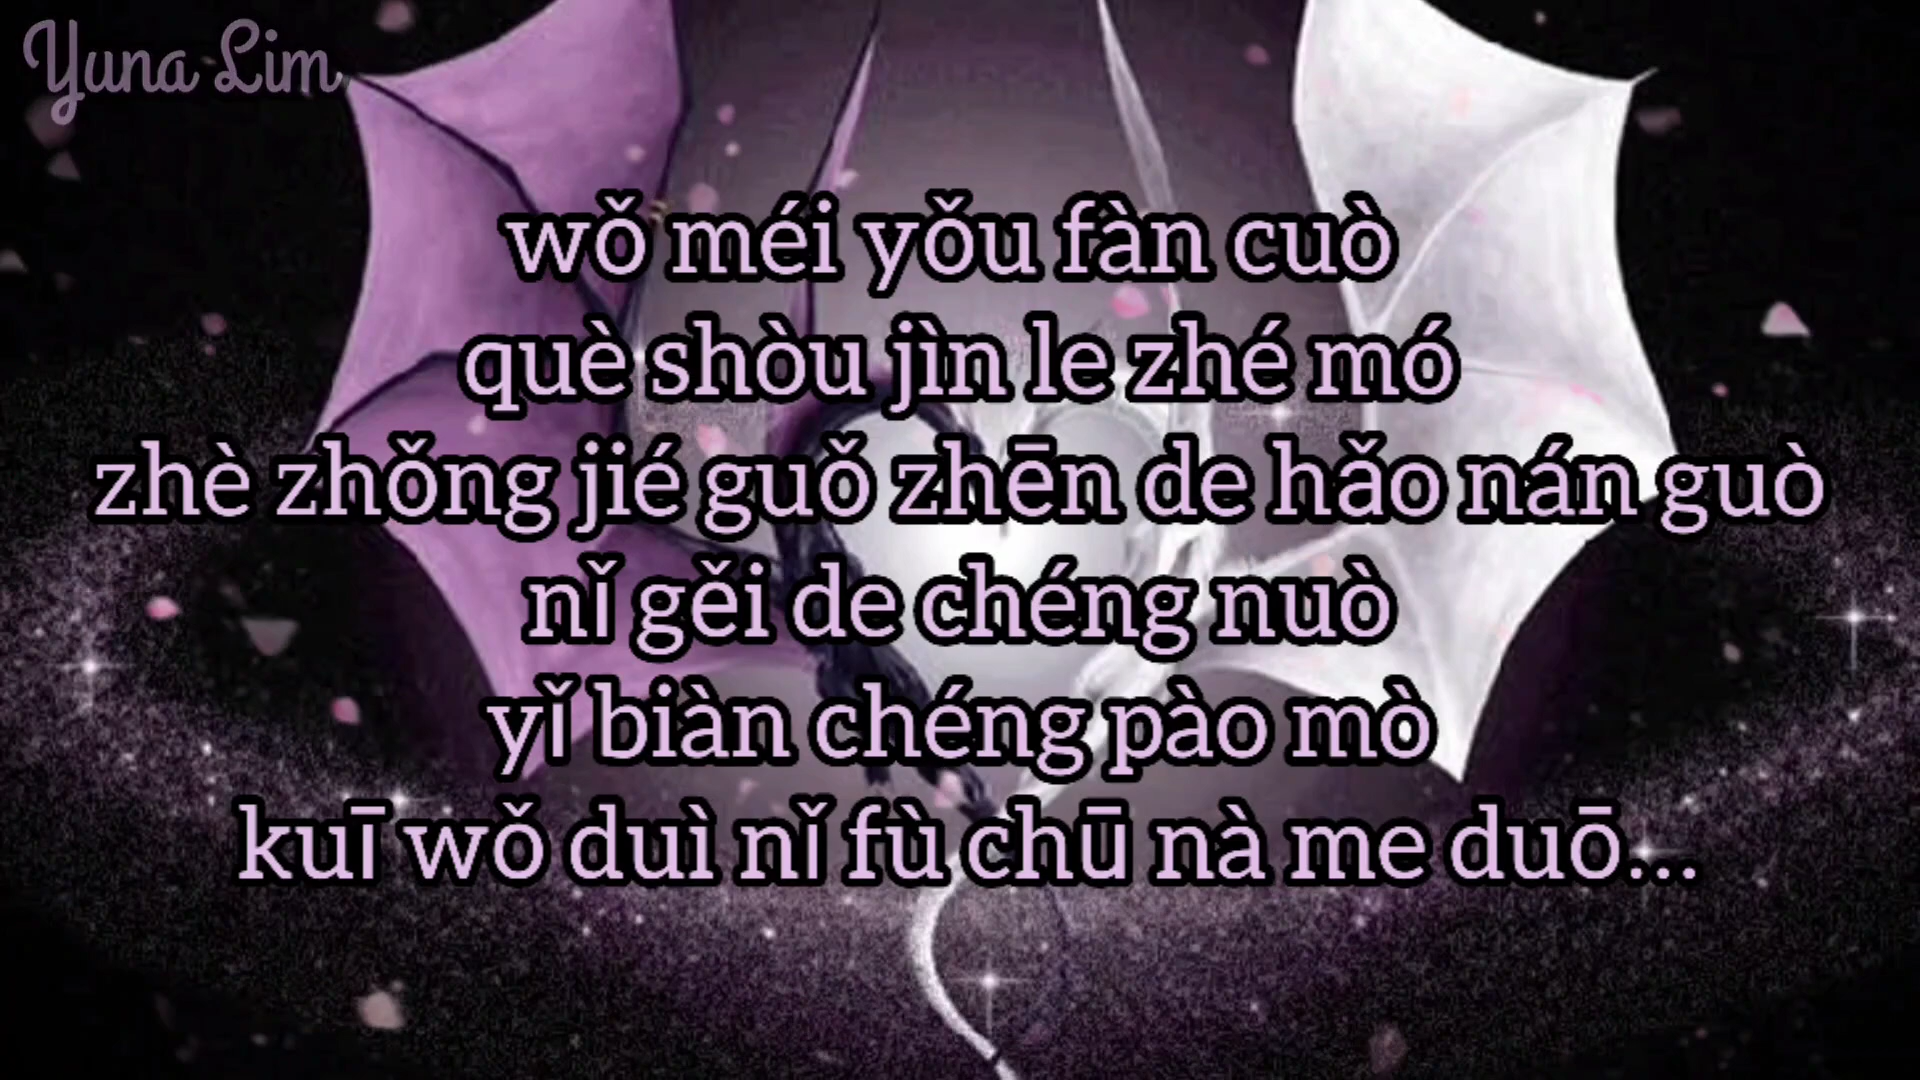 Yuna Lim
wǒ méi yǒu fàn cuò
què shòu jìn le zhé mó
zhè zhǒng jié guǒ zhēn de hǎo nán guò
nǐ gěi de chéng nuò
yǐ biàn chéng pào mò
kuī wǒ duì nǐ fù chū nà me duō...